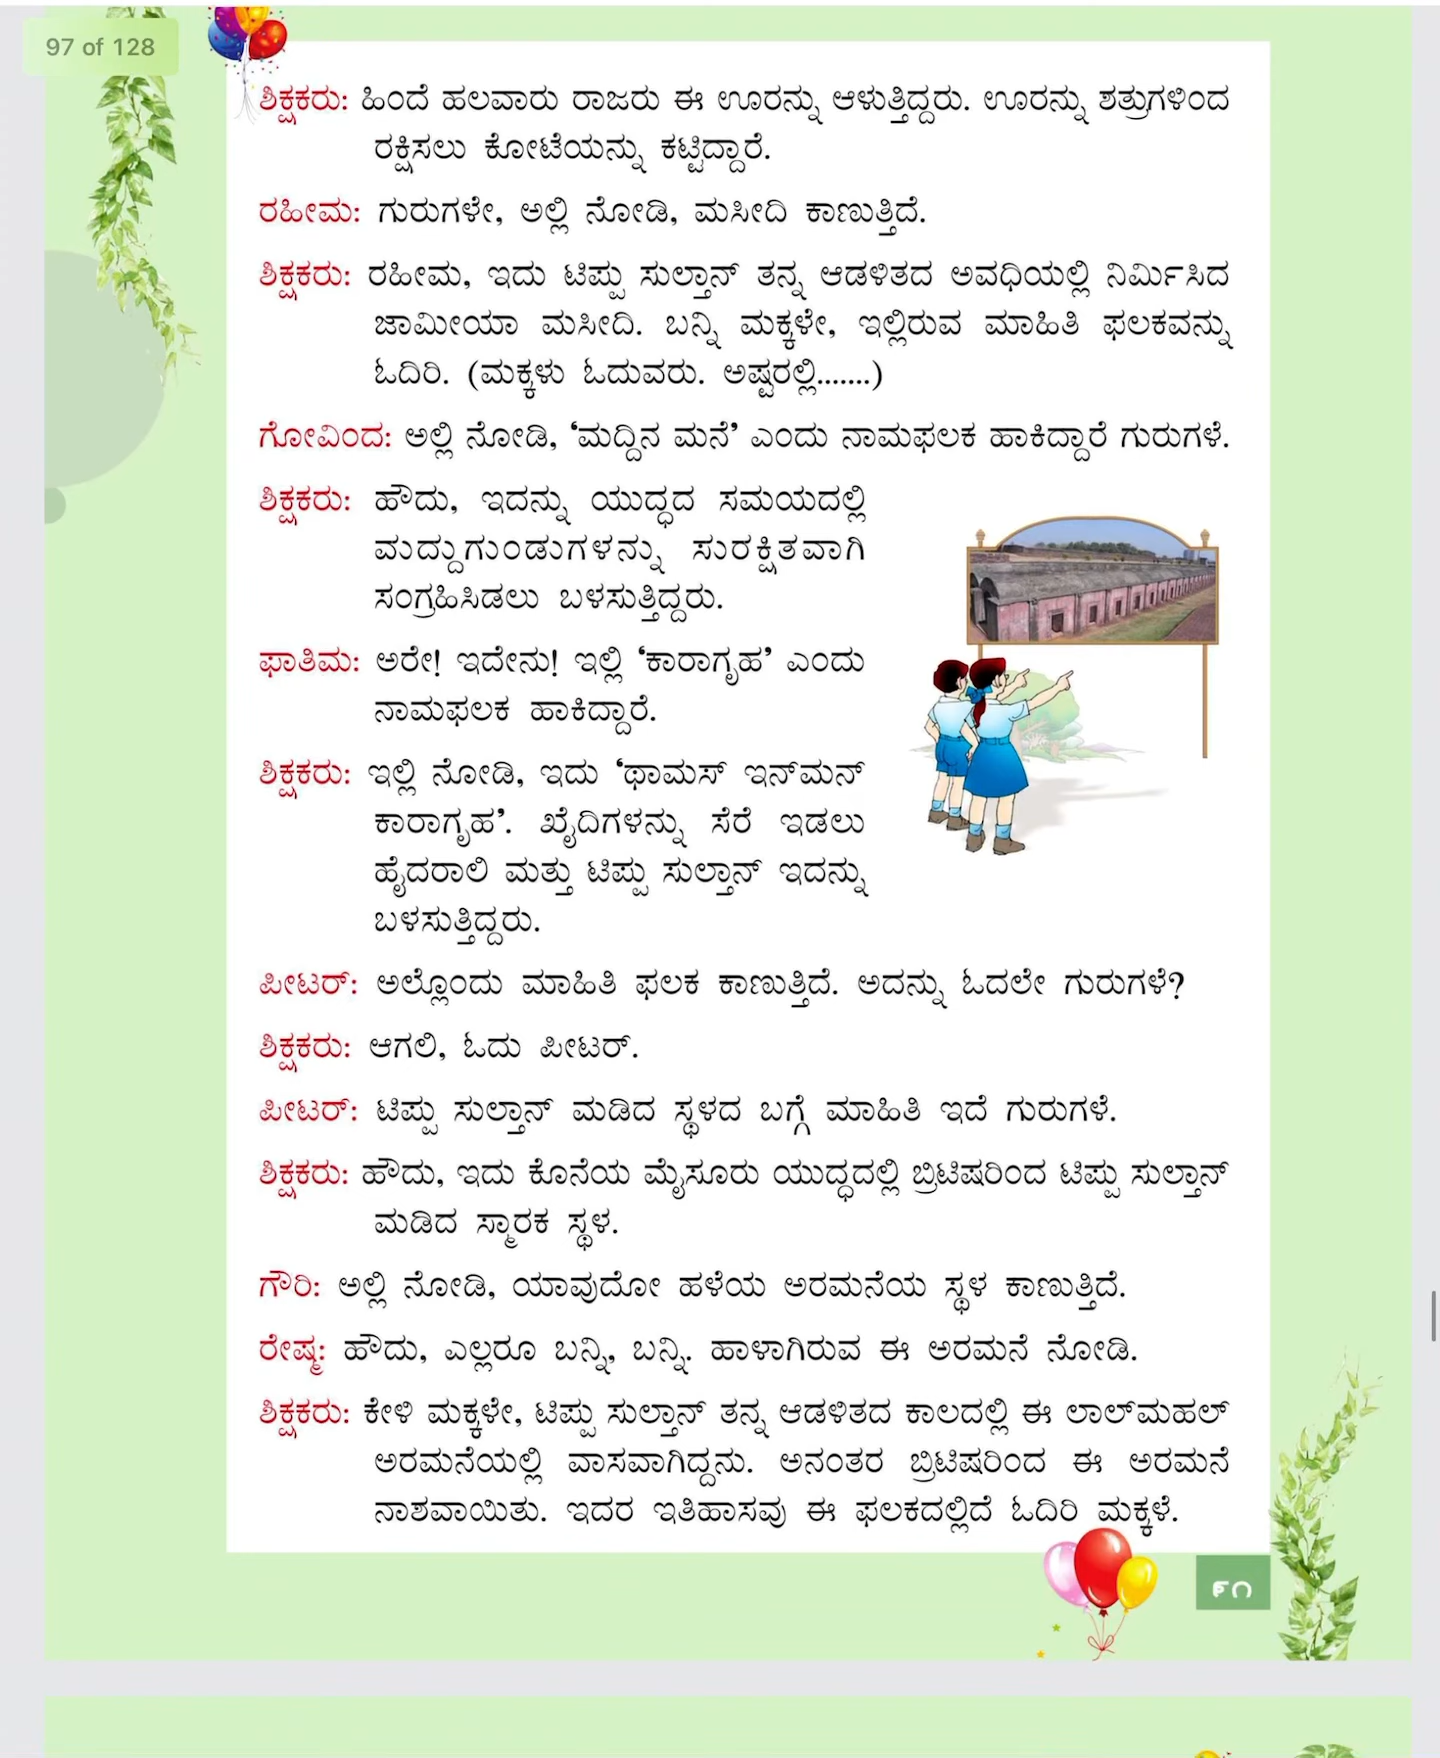 97 of 128
ಶಿಕ್ಷಕರು: ಹಿಂದೆ ಹಲವಾರು ರಾಜರು ಈ ಊರನ್ನು ಆಳುತ್ತಿದ್ದರು. ಊರನ್ನು ಶತ್ರುಗಳಿಂದ
ರಕ್ಷಿಸಲು ಕೋಟೆಯನ್ನು ಕಟ್ಟಿದ್ದಾರೆ.
ರಹೀಮ: ಗುರುಗಳೇ, ಅಲ್ಲಿ ನೋಡಿ, ಮಸೀದಿ ಕಾಣುತ್ತಿದೆ.
ಶಿಕ್ಷಕರು: ರಹೀಮ, ಇದು ಟಿಪ್ಪು ಸುಲ್ತಾನ್ ತನ್ನ ಆಡಳಿತದ ಅವಧಿಯಲ್ಲಿ ನಿರ್ಮಿಸಿದ
ಜಾಮೀಯಾ ಮಸೀದಿ. ಬನ್ನಿ ಮಕ್ಕಳೇ, ಇಲ್ಲಿರುವ ಮಾಹಿತಿ ಫಲಕವನ್ನು
ಓದಿರಿ. (ಮಕ್ಕಳು ಓದುವರು. ಅಷ್ಟರಲ್ಲಿ.......)
ಗೋವಿಂದ: ಅಲ್ಲಿ ನೋಡಿ, ‘ಮದ್ದಿನ ಮನೆ’ ಎಂದು ನಾಮಫಲಕ ಹಾಕಿದ್ದಾರೆ ಗುರುಗಳೆ.
ಶಿಕ್ಷಕರು: ಹೌದು, ಇದನ್ನು ಯುದ್ಧದ ಸಮಯದಲ್ಲಿ
ಮದ್ದುಗುಂಡುಗಳನ್ನು ಸುರಕ್ಷಿತವಾಗಿ
ಸಂಗ್ರಹಿಸಿಡಲು ಬಳಸುತ್ತಿದ್ದರು.
ಫಾತಿಮ: ಅರೇ! ಇದೇನು! ಇಲ್ಲಿ ‘ಕಾರಾಗೃಹ’ ಎಂದು
ನಾಮಫಲಕ ಹಾಕಿದ್ದಾರೆ.
ಶಿಕ್ಷಕರು: ಇಲ್ಲಿ ನೋಡಿ, ಇದು ‘ಥಾಮಸ್ ಇನ್‌ಮನ್
ಕಾರಾಗೃಹ’. ಖೈದಿಗಳನ್ನು ಸೆರೆ ಇಡಲು
ಹೈದರಾಲಿ ಮತ್ತು ಟಿಪ್ಪು ಸುಲ್ತಾನ್ ಇದನ್ನು
ಬಳಸುತ್ತಿದ್ದರು.
ಪೀಟರ್: ಅಲ್ಲೊಂದು ಮಾಹಿತಿ ಫಲಕ ಕಾಣುತ್ತಿದೆ. ಅದನ್ನು ಓದಲೇ ಗುರುಗಳೆ?
ಶಿಕ್ಷಕರು: ಆಗಲಿ, ಓದು ಪೀಟರ್.
ಪೀಟರ್: ಟಿಪ್ಪು ಸುಲ್ತಾನ್ ಮಡಿದ ಸ್ಥಳದ ಬಗ್ಗೆ ಮಾಹಿತಿ ಇದೆ ಗುರುಗಳೆ.
ಶಿಕ್ಷಕರು: ಹೌದು, ಇದು ಕೊನೆಯ ಮೈಸೂರು ಯುದ್ಧದಲ್ಲಿ ಬ್ರಿಟಿಷರಿಂದ ಟಿಪ್ಪು ಸುಲ್ತಾನ್
ಮಡಿದ ಸ್ಮಾರಕ ಸ್ಥಳ.
ಗೌರಿ: ಅಲ್ಲಿ ನೋಡಿ, ಯಾವುದೋ ಹಳೆಯ ಅರಮನೆಯ ಸ್ಥಳ ಕಾಣುತ್ತಿದೆ.
ರೇಷ್ಮ: ಹೌದು, ಎಲ್ಲರೂ ಬನ್ನಿ, ಬನ್ನಿ. ಹಾಳಾಗಿರುವ ಈ ಅರಮನೆ ನೋಡಿ.
ಶಿಕ್ಷಕರು: ಕೇಳಿ ಮಕ್ಕಳೇ, ಟಿಪ್ಪು ಸುಲ್ತಾನ್ ತನ್ನ ಆಡಳಿತದ ಕಾಲದಲ್ಲಿ ಈ ಲಾಲ್‌ಮಹಲ್
ಅರಮನೆಯಲ್ಲಿ ವಾಸವಾಗಿದ್ದನು. ಅನಂತರ ಬ್ರಿಟಿಷರಿಂದ ಈ ಅರಮನೆ
ನಾಶವಾಯಿತು. ಇದರ ಇತಿಹಾಸವು ಈ ಫಲಕದಲ್ಲಿದೆ ಓದಿರಿ ಮಕ್ಕಳೆ.
೯೧